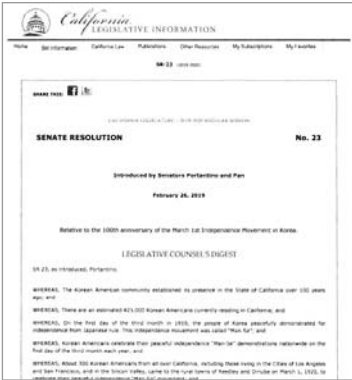 California
LEGISLATIVE INFORMATION
Home Bill Information California Law Publications Other Resources My Subscriptions My Favorites
SR-23
SHARE THIS:
SENATE RESOLUTION No. 23
Introduced by Senators Portantino and Pan
February 26, 2019
Relative to the 100th anniversary of the March 1st Independence Movement in Korea.
LEGISLATIVE COUNSEL'S DIGEST
SR 23, as introduced, Portantino.
WHEREAS, The Korean American community established its presence in the State of California over 100 years
ago; and
WHEREAS, There are an estimated 425,000 Korean Americans currently residing in California; and
WHEREAS, On the first day of the third month in 1919, the people of Korea peacefully demonstrated for
independence from Japanese rule. This independence movement was called "Man Se"; and
WHEREAS, Korean Americans celebrate their peaceful independence "Man Se" demonstrations nationwide on the
first day of the third month each year; and
WHEREAS, About 300 Korean Americans from all over California, including those living in the Cities of Los Angeles
and San Francisco, and in the Silicon Valley, came to the rural towns of Reedley and Dinuba on March 1, 1920, to
celebrate their peaceful independence "Man Se" movement; and